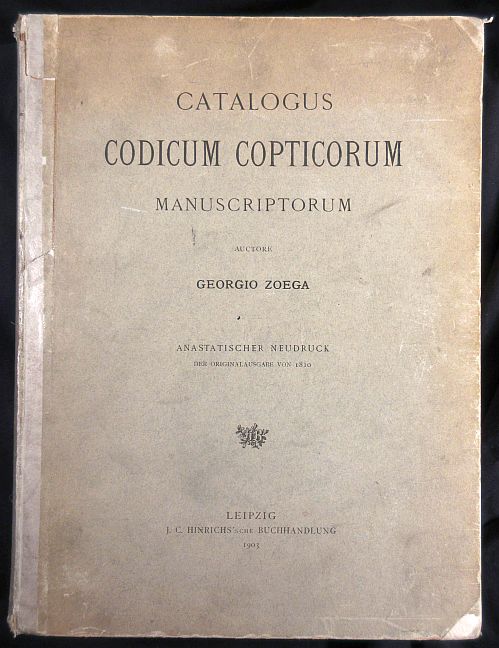 CATALOGUS
CODICUM COPTICORUM
MANUSCRIPTORUM
AUCTORE
GEORGIO ZOEGA
ANASTATISCHER NEUDRUCK
DER ORIGINALAUSGABE VON 1810
LEIPZIG
J. C. HINRICHS'SCHE BUCHHANDLUNG
1903